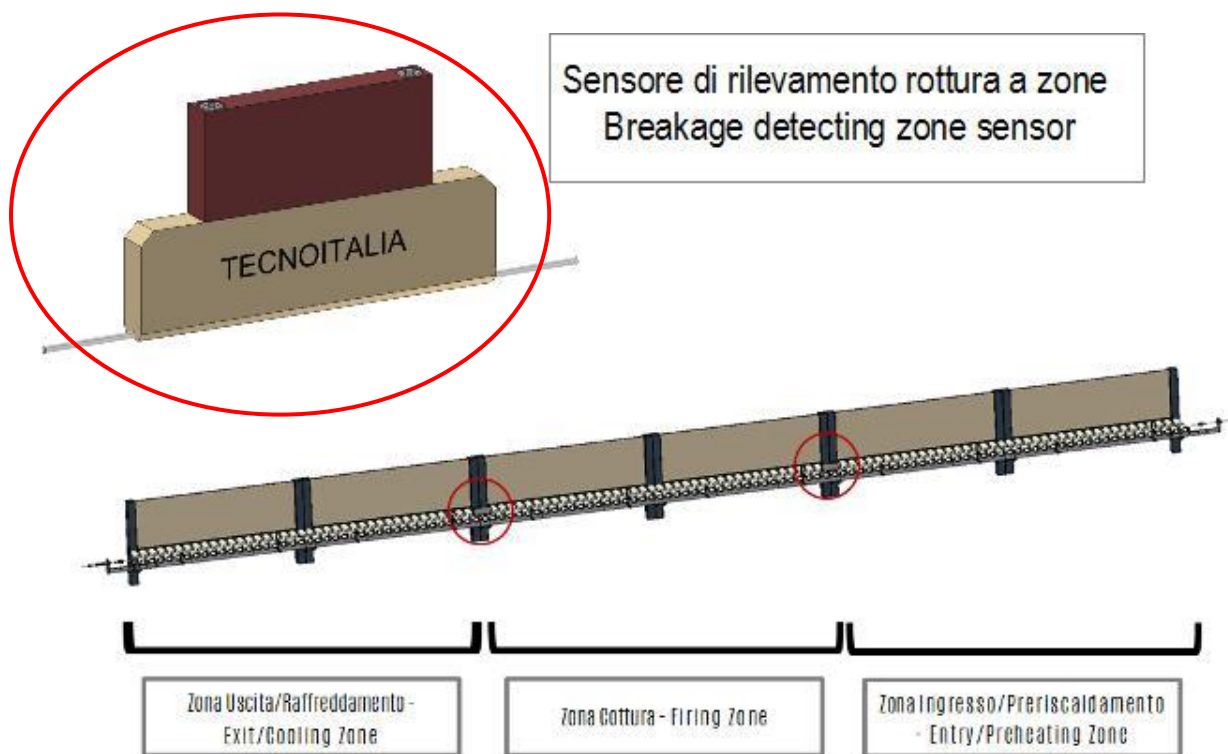 Sensore di rilevamento rottura a zone
Breakage detecting zone sensor
TECNOITALIA
Zona Uscita/Raffreddamento -
Exit/Cooling Zone
Zona Cottura - Firing Zone
Zona Ingresso/Preriscaldamento
- Entry/Preheating Zone